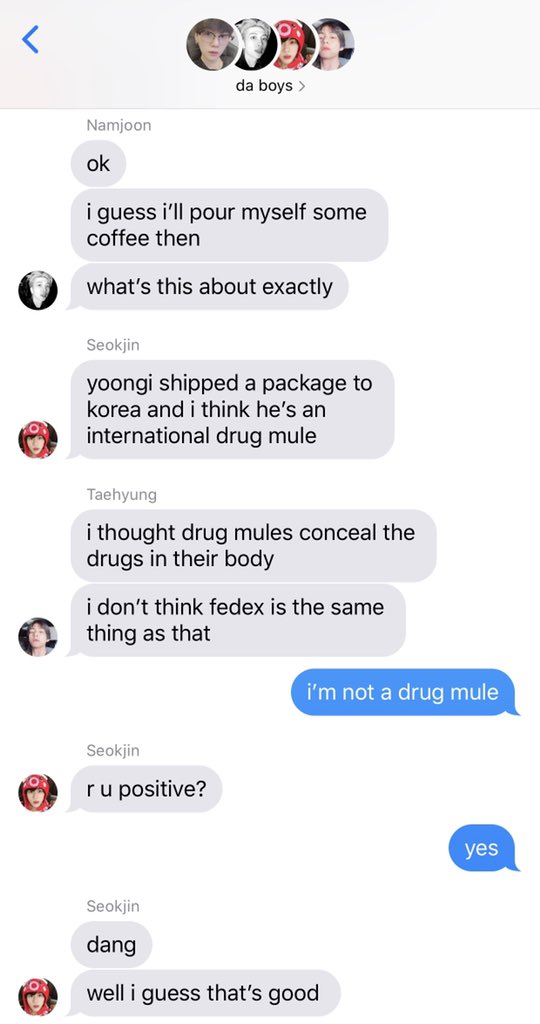 da boys
Namjoon
ok
i guess i’ll pour myself some
coffee then
what’s this about exactly
Seokjin
yoongi shipped a package to
korea and i think he’s an
international drug mule
Taehyung
i thought drug mules conceal the
drugs in their body
i don’t think fedex is the same
thing as that
i’m not a drug mule
Seokjin
r u positive?
yes
Seokjin
dang
well i guess that’s good